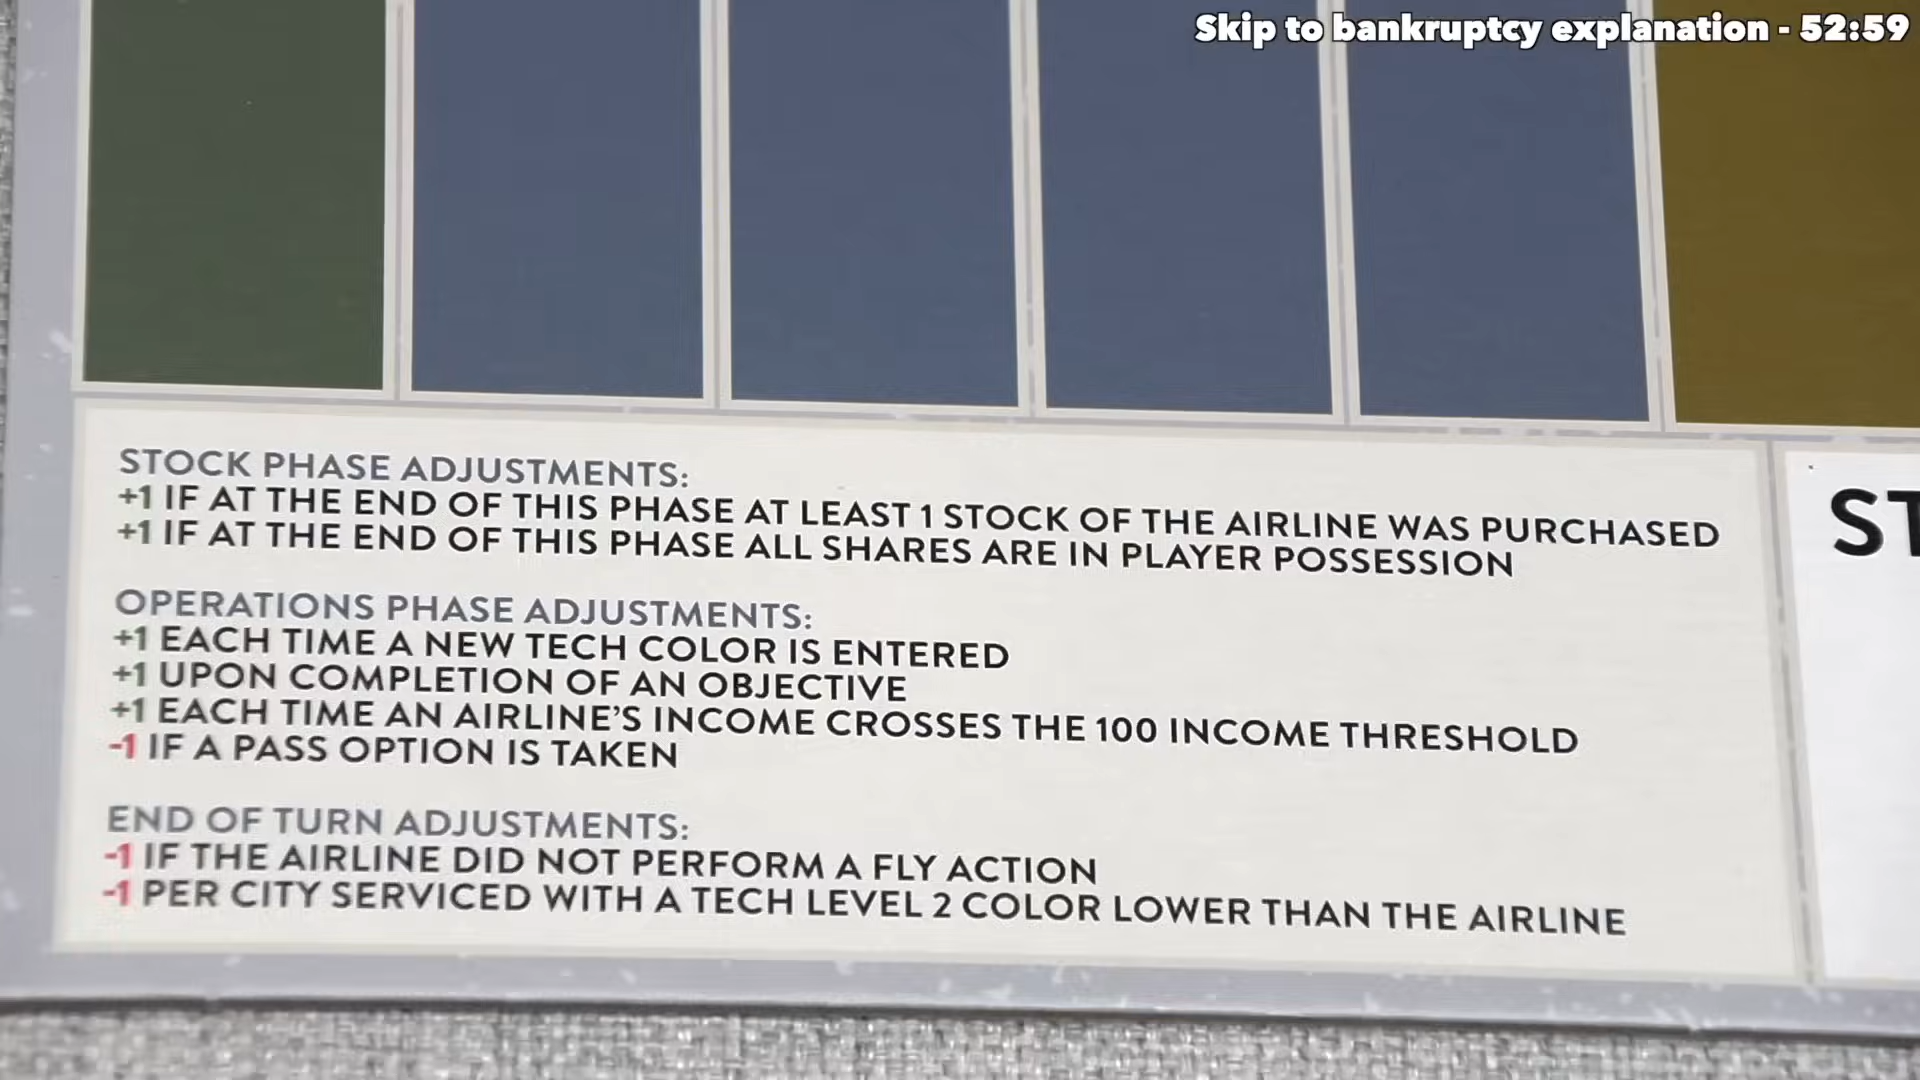 Skip to bankruptcy explanation - 52:59
STOCK PHASE ADJUSTMENTS:
+1 IF AT THE END OF THIS PHASE AT LEAST 1 STOCK OF THE AIRLINE WAS PURCHASED
+1 IF AT THE END OF THIS PHASE ALL SHARES ARE IN PLAYER POSSESSION
OPERATIONS PHASE ADJUSTMENTS:
+1 EACH TIME A NEW TECH COLOR IS ENTERED
+1 UPON COMPLETION OF AN OBJECTIVE
+1 EACH TIME AN AIRLINE'S INCOME CROSSES THE 100 INCOME THRESHOLD
-1 IF A PASS OPTION IS TAKEN
END OF TURN ADJUSTMENTS:
-1 IF THE AIRLINE DID NOT PERFORM A FLY ACTION
-1 PER CITY SERVICED WITH A TECH LEVEL 2 COLOR LOWER THAN THE AIRLINE